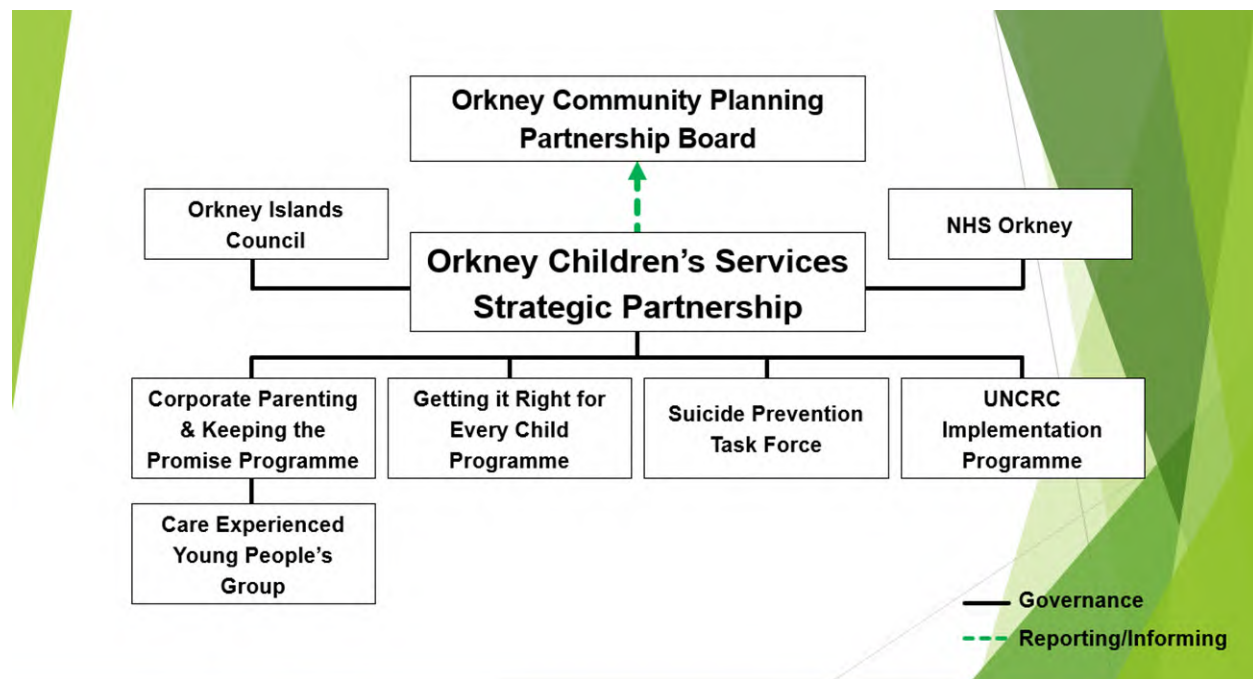 Orkney Community Planning
Partnership Board
Orkney Islands
Council
NHS Orkney
Orkney Children’s Services
Strategic Partnership
Corporate Parenting
& Keeping the
Promise Programme
Getting it Right for
Every Child
Programme
Suicide Prevention
Task Force
UNCRC
Implementation
Programme
Care Experienced
Young People’s
Group
Governance
Reporting/Informing